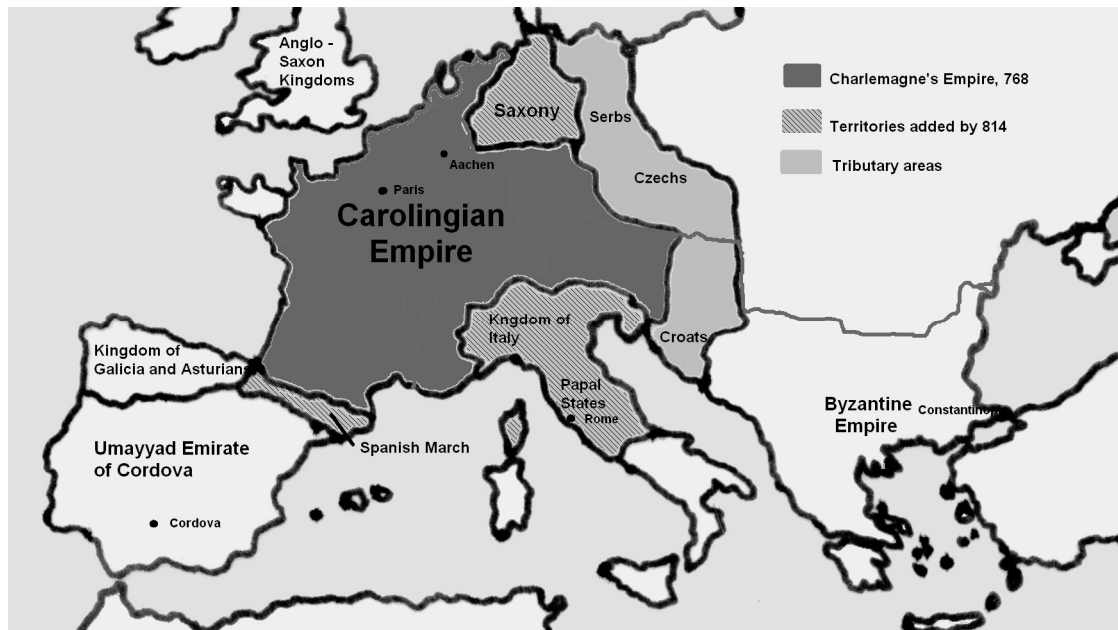 Anglo -
Saxon
Kingdoms
Charlemagne's Empire, 768
Territories added by 814
Tributary areas
Saxony
Serbs
Czechs
Aachen
Paris
Carolingian
Empire
Kngdom of
Italy
Croats
Kingdom of
Galicia and Asturians
Papal
States
Rome
Byzantine
Empire
Constantinop
Spanish March
Umayyad Emirate
of Cordova
Cordova